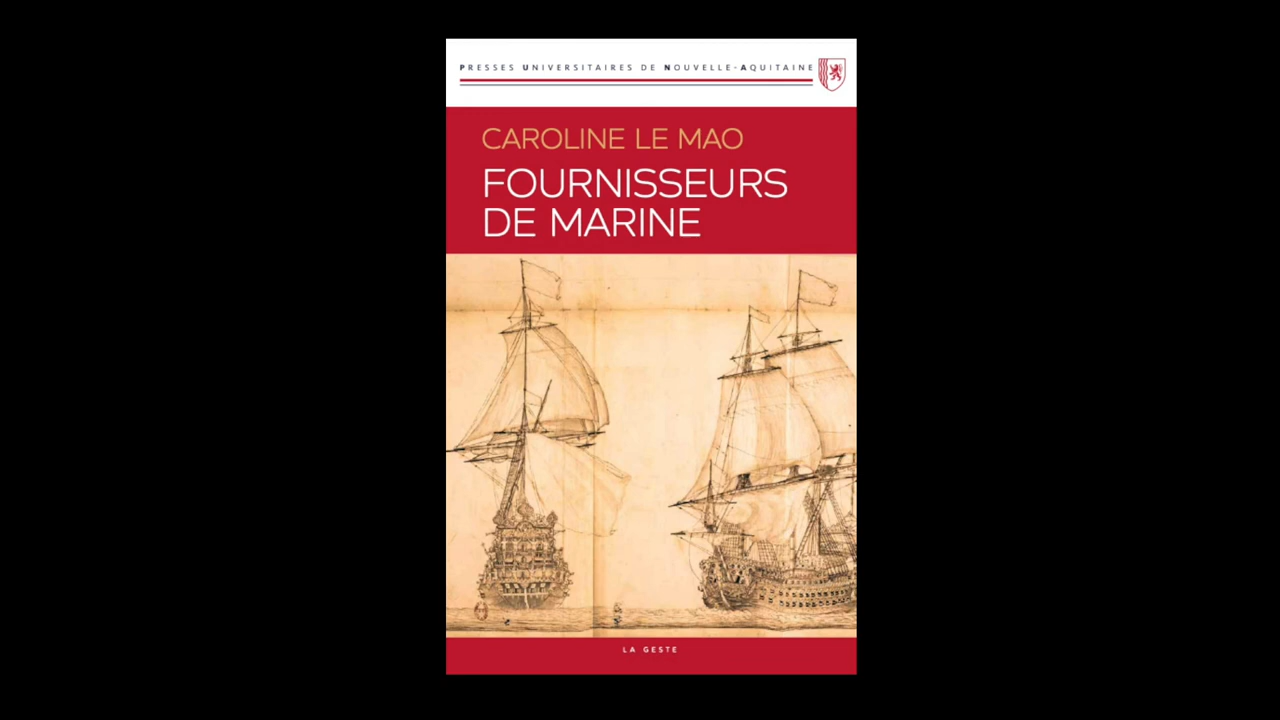 PRESSES UNIVERSITAIRES DE NOUVELLE-AQUITAINE
CAROLINE LE MAO
FOURNISSEURS
DE MARINE
LA GESTE